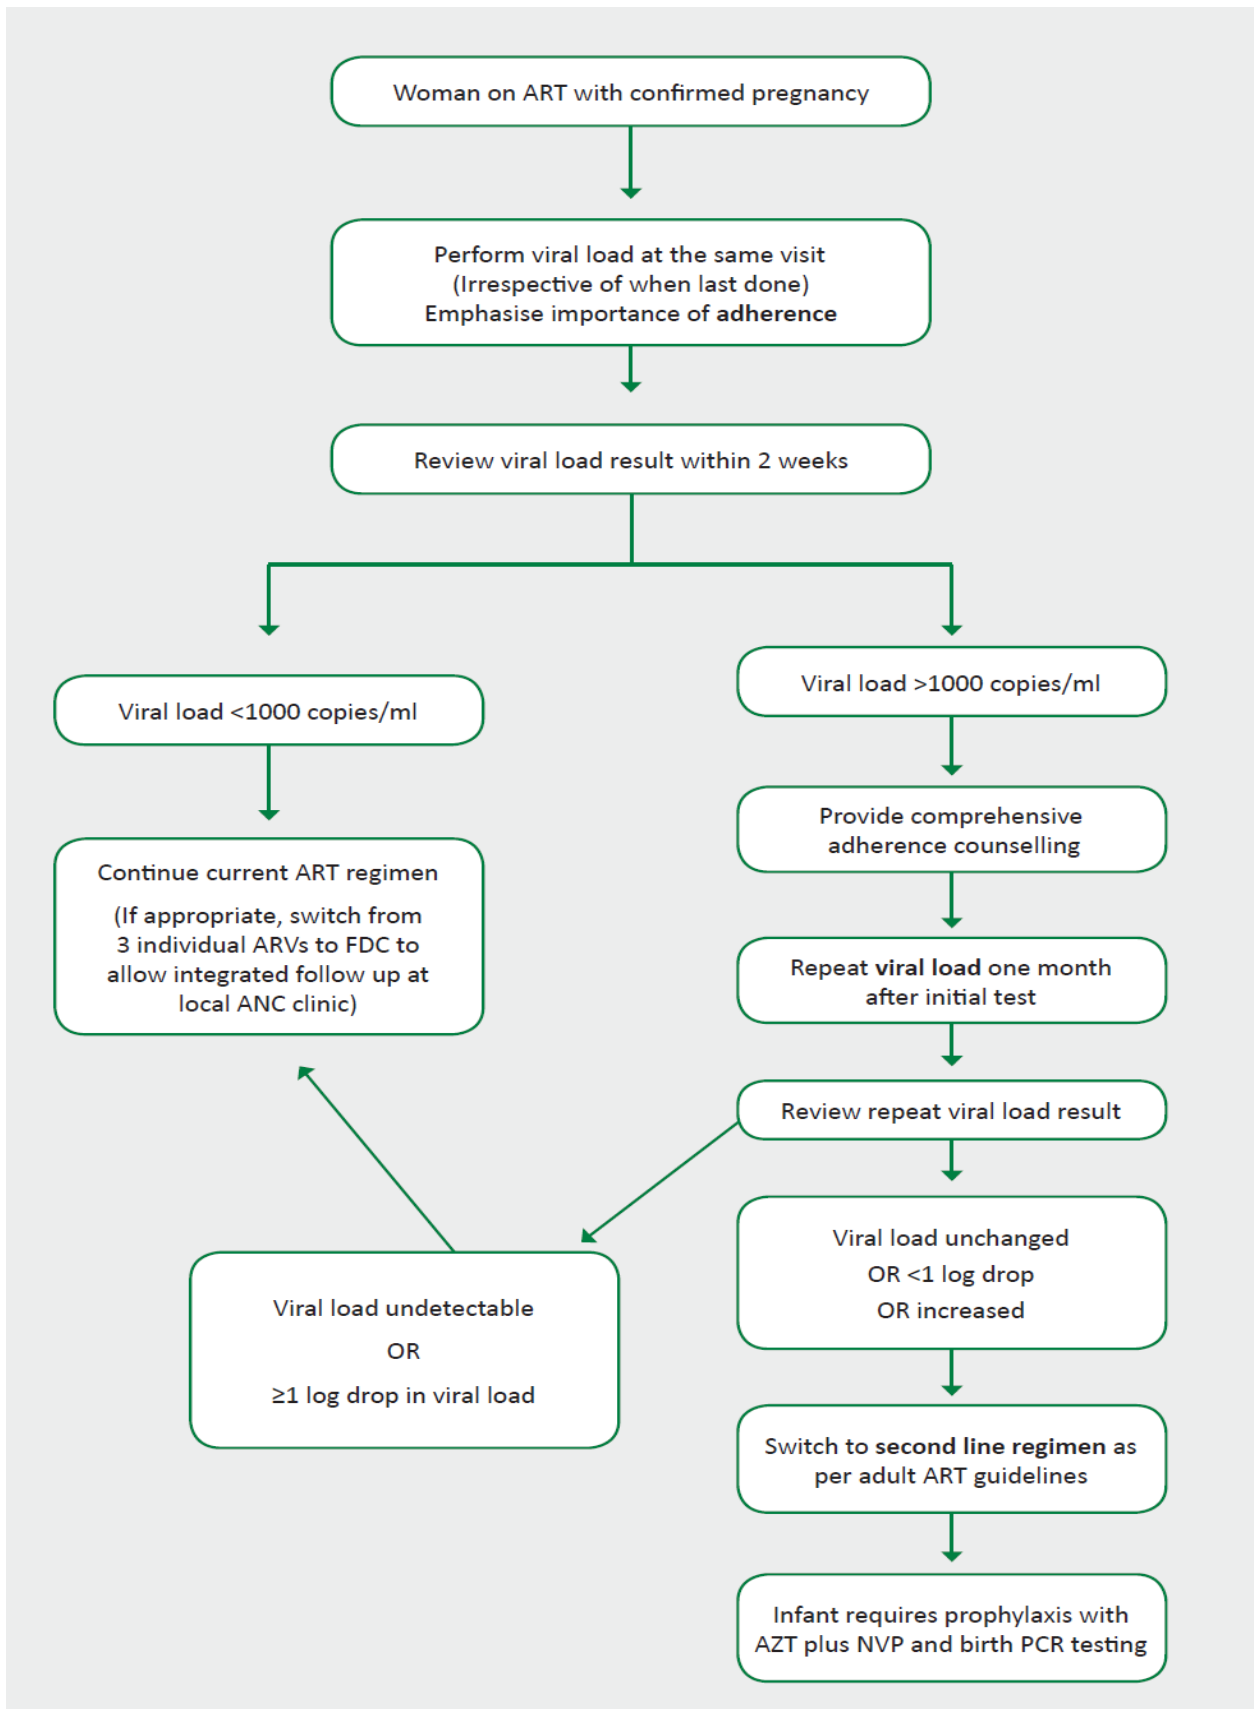 Woman on ART with confirmed pregnancy
Perform viral load at the same visit
(Irrespective of when last done)
Emphasise importance of adherence
Review viral load result within 2 weeks
Viral load <1000 copies/ml
Continue current ART regimen
(If appropriate, switch from
3 individual ARVs to FDC to
allow integrated follow up at
local ANC clinic)
Viral load >1000 copies/ml
Provide comprehensive
adherence counselling
Repeat viral load one month
after initial test
Review repeat viral load result
Viral load undetectable
OR
≥1 log drop in viral load
Viral load unchanged
OR <1 log drop
OR increased
Switch to second line regimen as
per adult ART guidelines
Infant requires prophylaxis with
AZT plus NVP and birth PCR testing